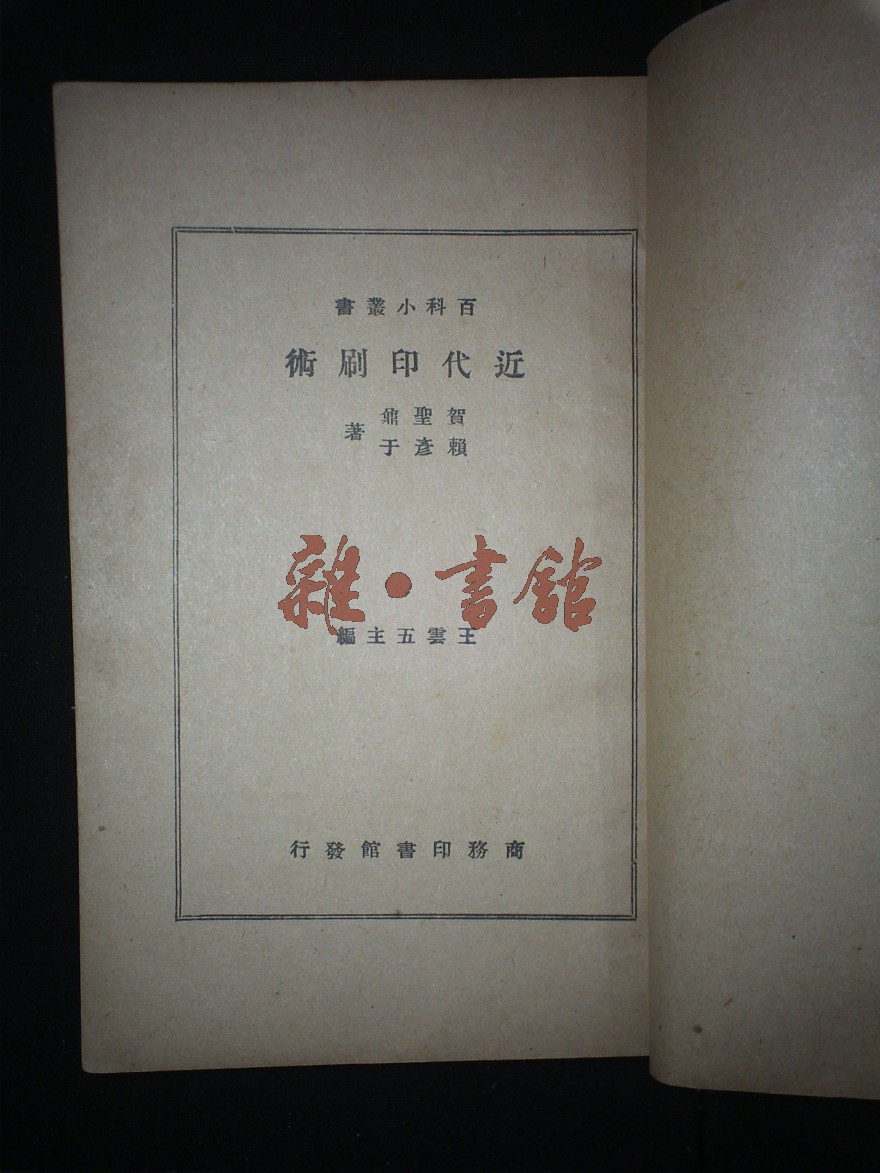 百科小叢書
近代印刷術
賀聖鼐
賴彥于
著
雜·書館
王雲五主編
商務印書館發行